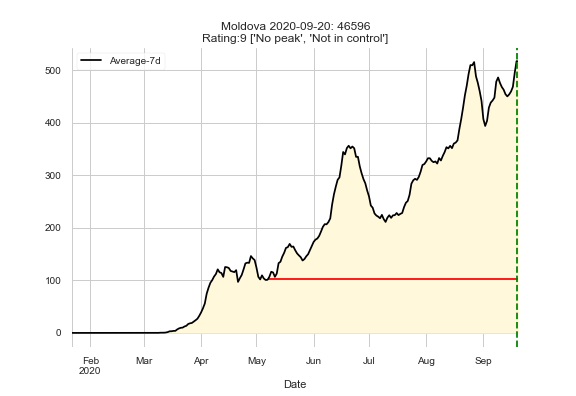 Moldova 2020-09-20: 46596
Rating:9 ['No peak', 'Not in control']
Average-7d
500
400
300
200
100
0
Feb
2020
Mar
Apr
May
Jun
Jul
Aug
Sep
Date